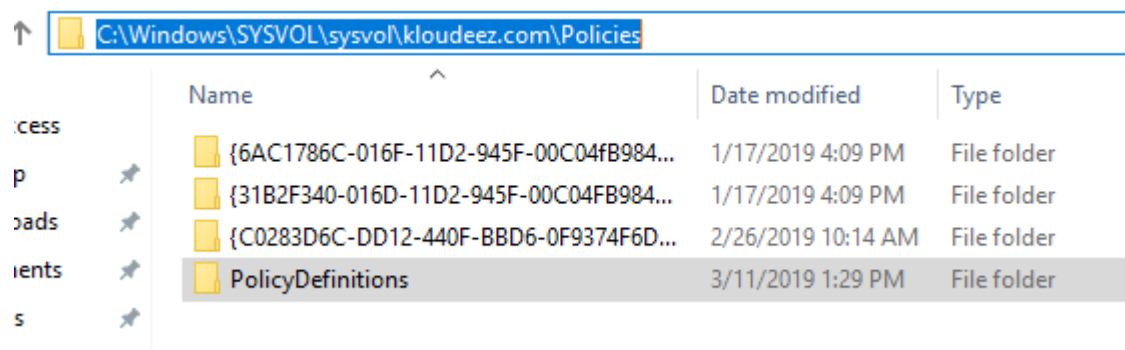 C:\Windows\SYSVOL\sysvol\kloudeez.com\Policies
Name Date modified Type
:cess
{6AC1786C-016F-11D2-945F-00C04fB984... 1/17/2019 4:09 PM File folder
p
{31B2F340-016D-11D2-945F-00C04FB984... 1/17/2019 4:09 PM File folder
oads
{C0283D6C-DD12-440F-BBD6-0F9374F6D... 2/26/2019 10:14 AM File folder
nents
PolicyDefinitions 3/11/2019 1:29 PM File folder
s